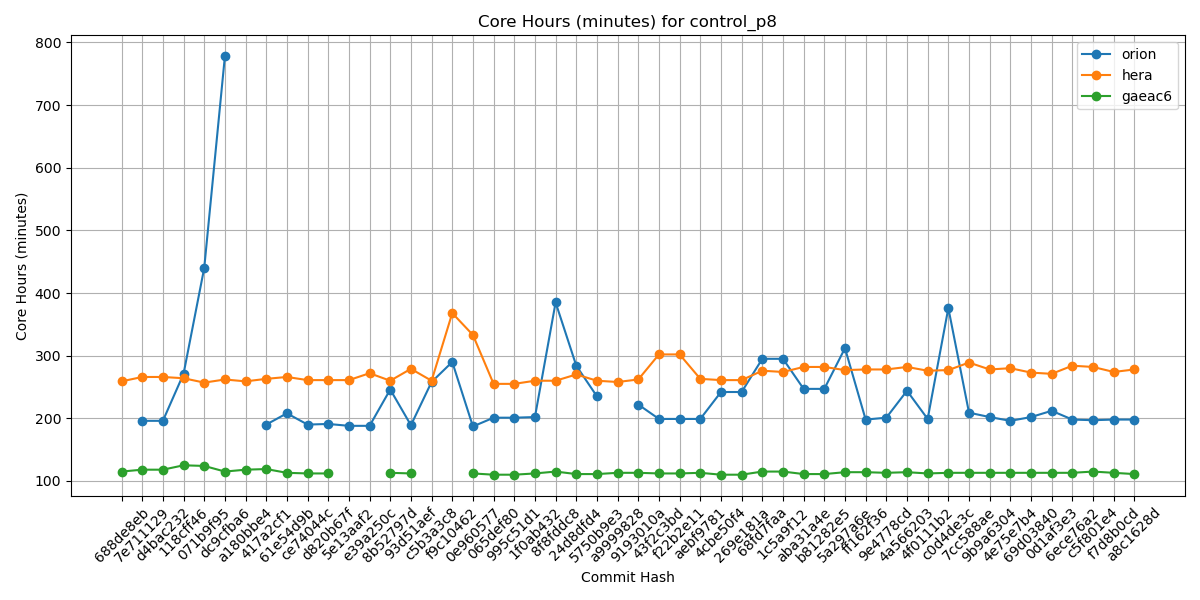 Core Hours (minutes) for control_p8
orion
hera
gaeac6
Core Hours (minutes)
800
700
600
500
400
300
200
100
688de8eb
7e711129
d4bac232
118cff46
071b9f95
dc9cfba6
a180bbe4
417a2cf1
61e54d9b
ce74044c
d820b67f
5e13aaf2
e39a250c
8b52797d
93d51aef
c5b3a3c8
f9c10462
0e960577
065def80
995c51d1
1f0ab432
24d8dfd4
5750b9e3
a9999828
9193010a
43f253bd
f22b2e11
aebf9781
4cbe50f4
269e181a
68fd7faa
1c5a9f12
aba31a4e
b81282e5
5a297a6e
ff162f36
9e4778cd
4a566203
4f011b2
c0d4de3c
7cc588ae
9b9a6304
4e75e7b4
69d03840
0d1af3e3
6ece76a2
c5f801e4
f7d8b0cd
a8c1628d
Commit Hash